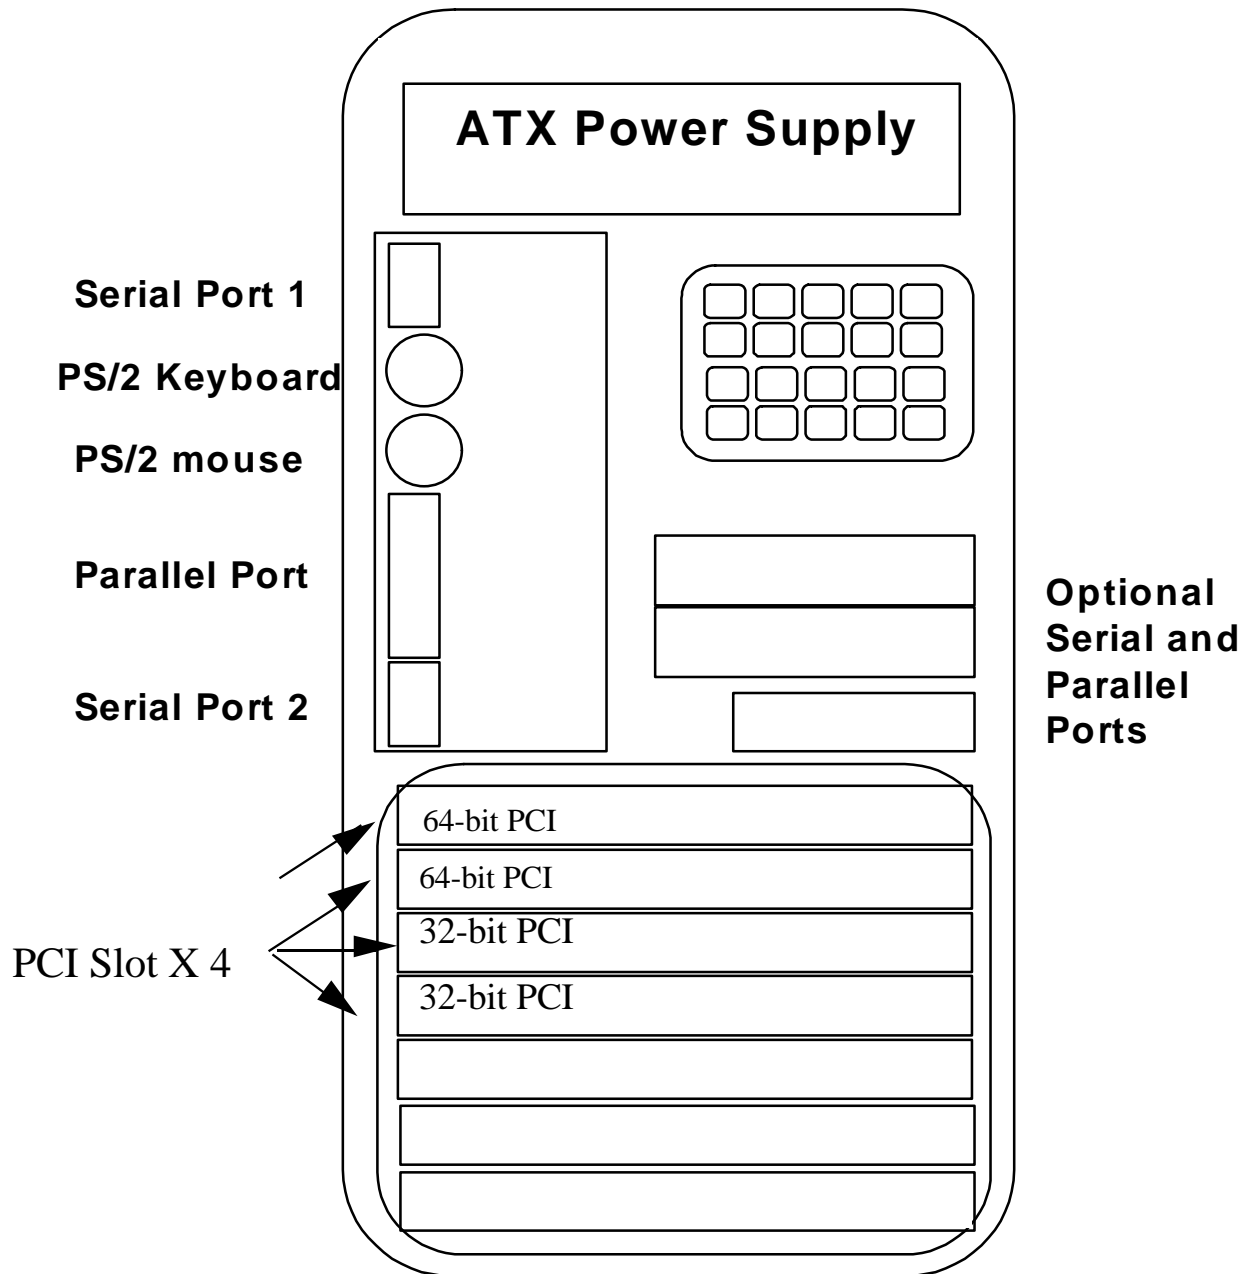 ATX Power Supply
Serial Port 1
PS/2 Keyboard
PS/2 mouse
Parallel Port
Serial Port 2
Optional
Serial and
Parallel
Ports
64-bit PCI
64-bit PCI
32-bit PCI
32-bit PCI
PCI Slot X 4